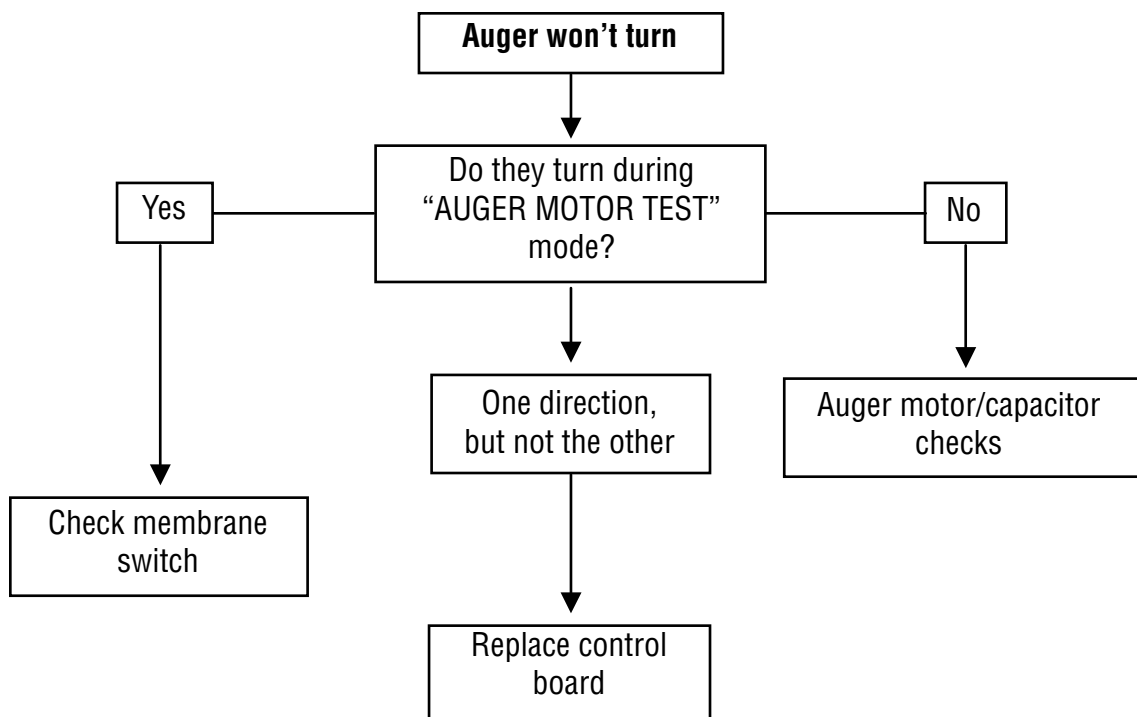 Auger won't turn
Do they turn during
“AUGER MOTOR TEST”
mode?
Yes
No
One direction,
but not the other
Auger motor/capacitor
checks
Check membrane
switch
Replace control
board